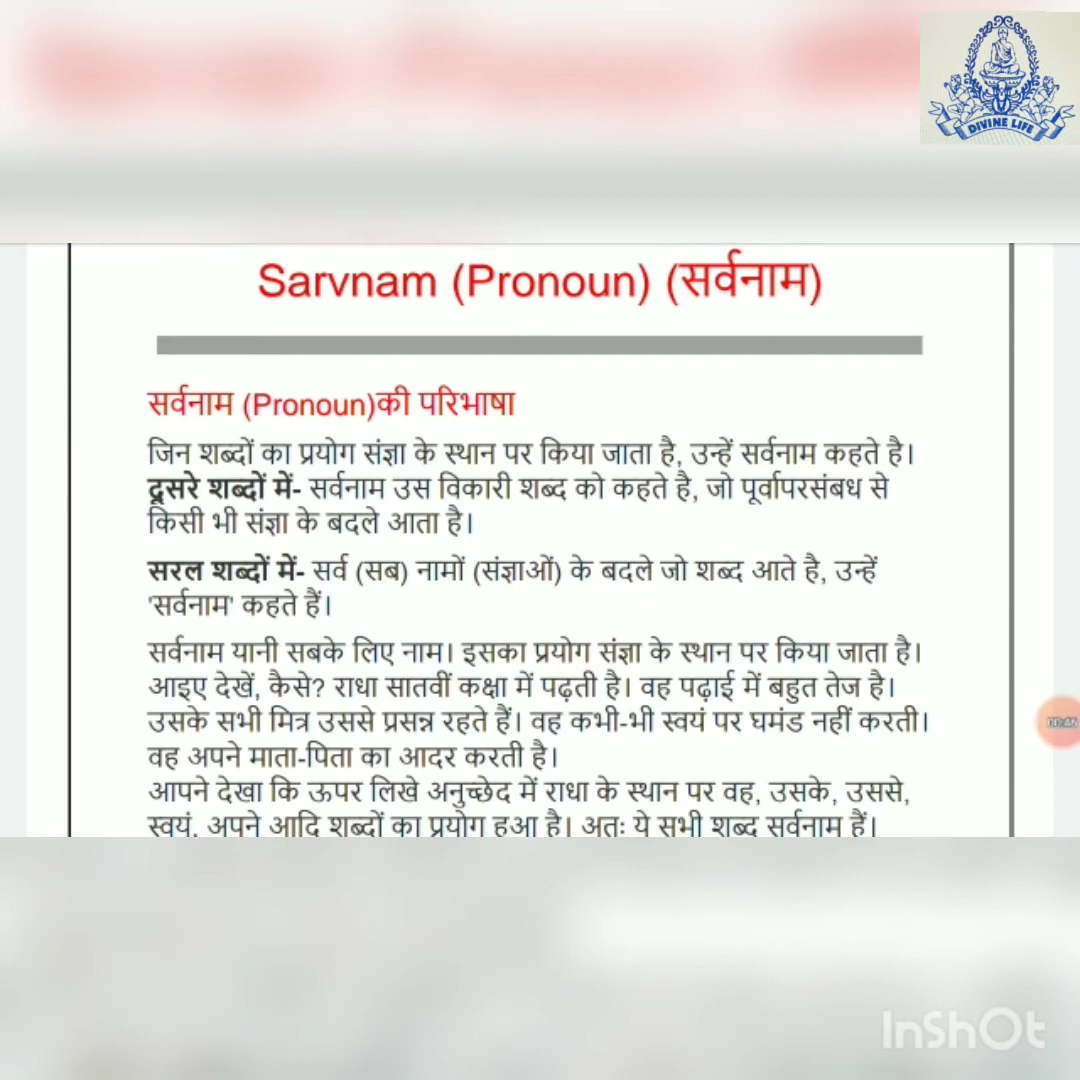 DIVINE LIFE
Sarvnam (Pronoun) (सर्वनाम)
सर्वनाम (Pronoun)की परिभाषा
जिन शब्दों का प्रयोग संज्ञा के स्थान पर किया जाता है, उन्हें सर्वनाम कहते है।
दूसरे शब्दों में- सर्वनाम उस विकारी शब्द को कहते है, जो पूर्वापरसंबध से
किसी भी संज्ञा के बदले आता है।
सरल शब्दों में- सर्व (सब) नामों (संज्ञाओं) के बदले जो शब्द आते है, उन्हें
'सर्वनाम' कहते हैं।
सर्वनाम यानी सबके लिए नाम। इसका प्रयोग संज्ञा के स्थान पर किया जाता है।
आइए देखें, कैसे? राधा सातवीं कक्षा में पढ़ती है। वह पढ़ाई में बहुत तेज है।
उसके सभी मित्र उससे प्रसन्न रहते हैं। वह कभी-भी स्वयं पर घमंड नहीं करती।
वह अपने माता-पिता का आदर करती है।
आपने देखा कि ऊपर लिखे अनुच्छेद में राधा के स्थान पर वह, उसके, उससे,
स्वयं, अपने आदि शब्दों का प्रयोग हुआ है। अतः ये सभी शब्द सर्वनाम हैं।
InShOt